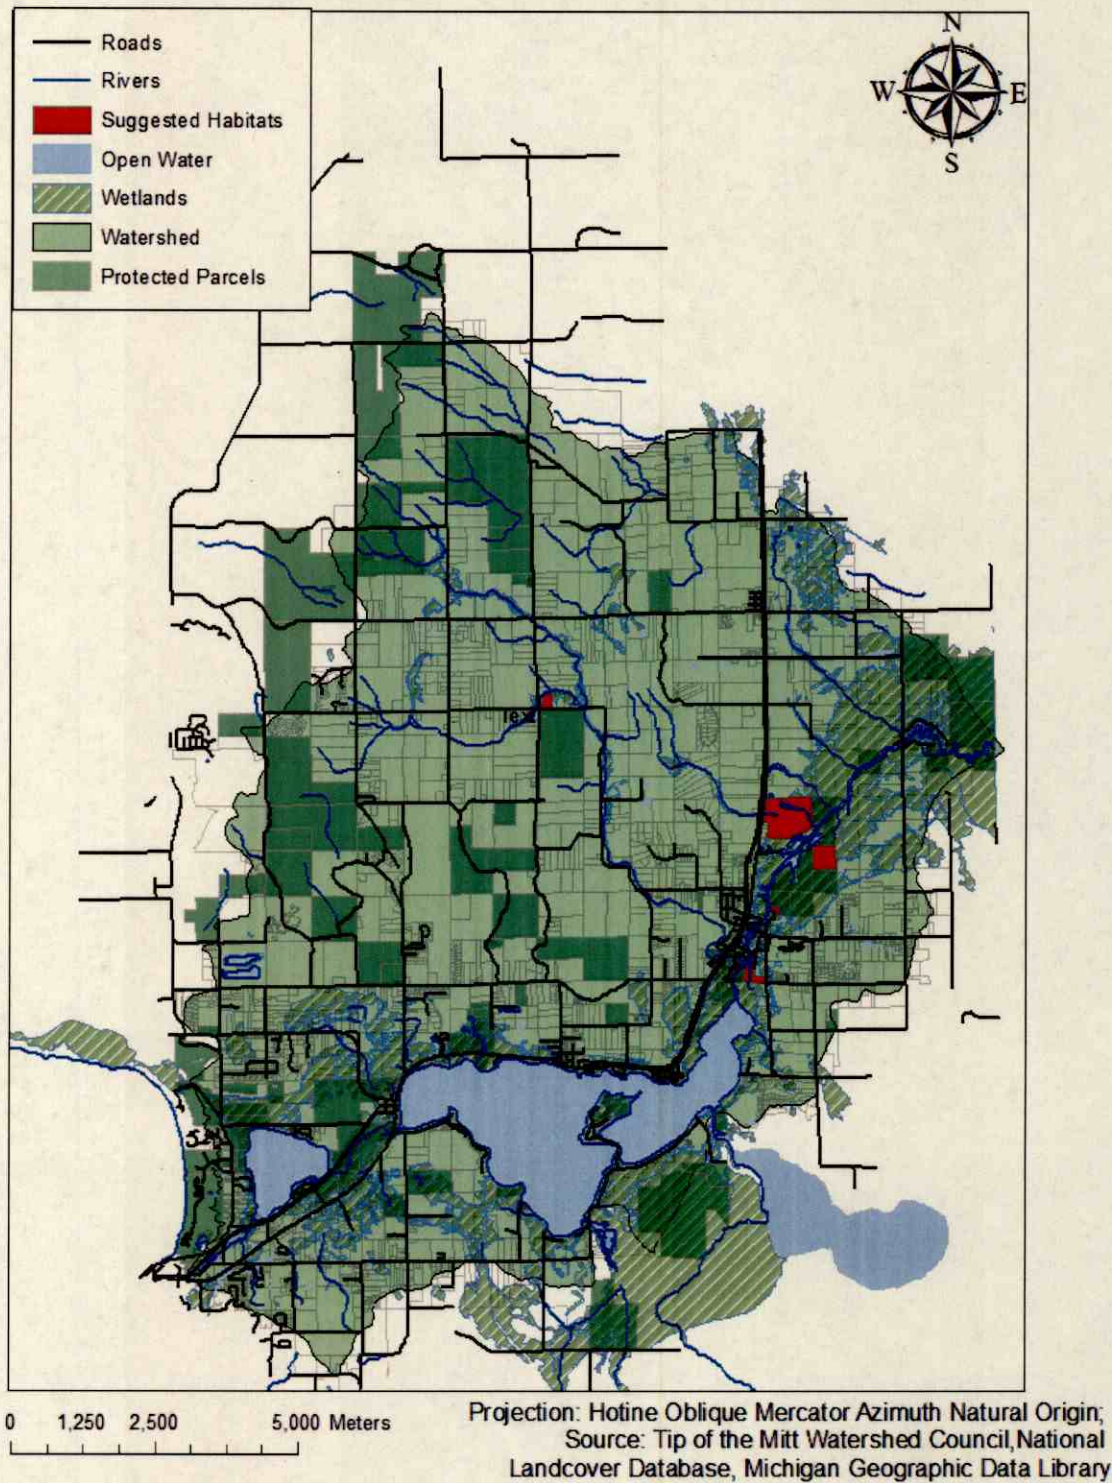 Roads
Rivers
Suggested Habitats
Open Water
Wetlands
Watershed
Protected Parcels
N
W E
S
0 1,250 2,500 5,000 Meters
Projection: Hotine Oblique Mercator Azimuth Natural Origin;
Source: Tip of the Mitt Watershed Council,National
Landcover Database, Michigan Geographic Data Library